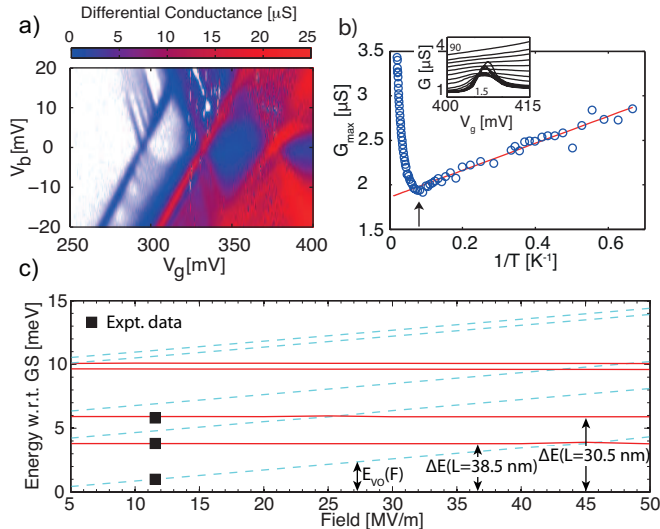 a)
Differential Conductance [µS]
0 5 10 15 20 25
20
10
0
−10
−20
V_b [mV]
250 300 350 400
V_g[mV]
b)
3.5
3
2.5
2
1
G_max [µS]
0 0.2 0.4 0.6
1/T [K⁻¹]
4
1
G [µS]
90
1.5
400 415
V_g [mV]
c)
15
10
5
0
Energy w.r.t. GS [meV]
Expt. data
E_VO(F)
ΔE(L=38.5 nm)
ΔE(L=30.5 nm)
5 10 15 20 25 30 35 40 45 50
Field [MV/m]